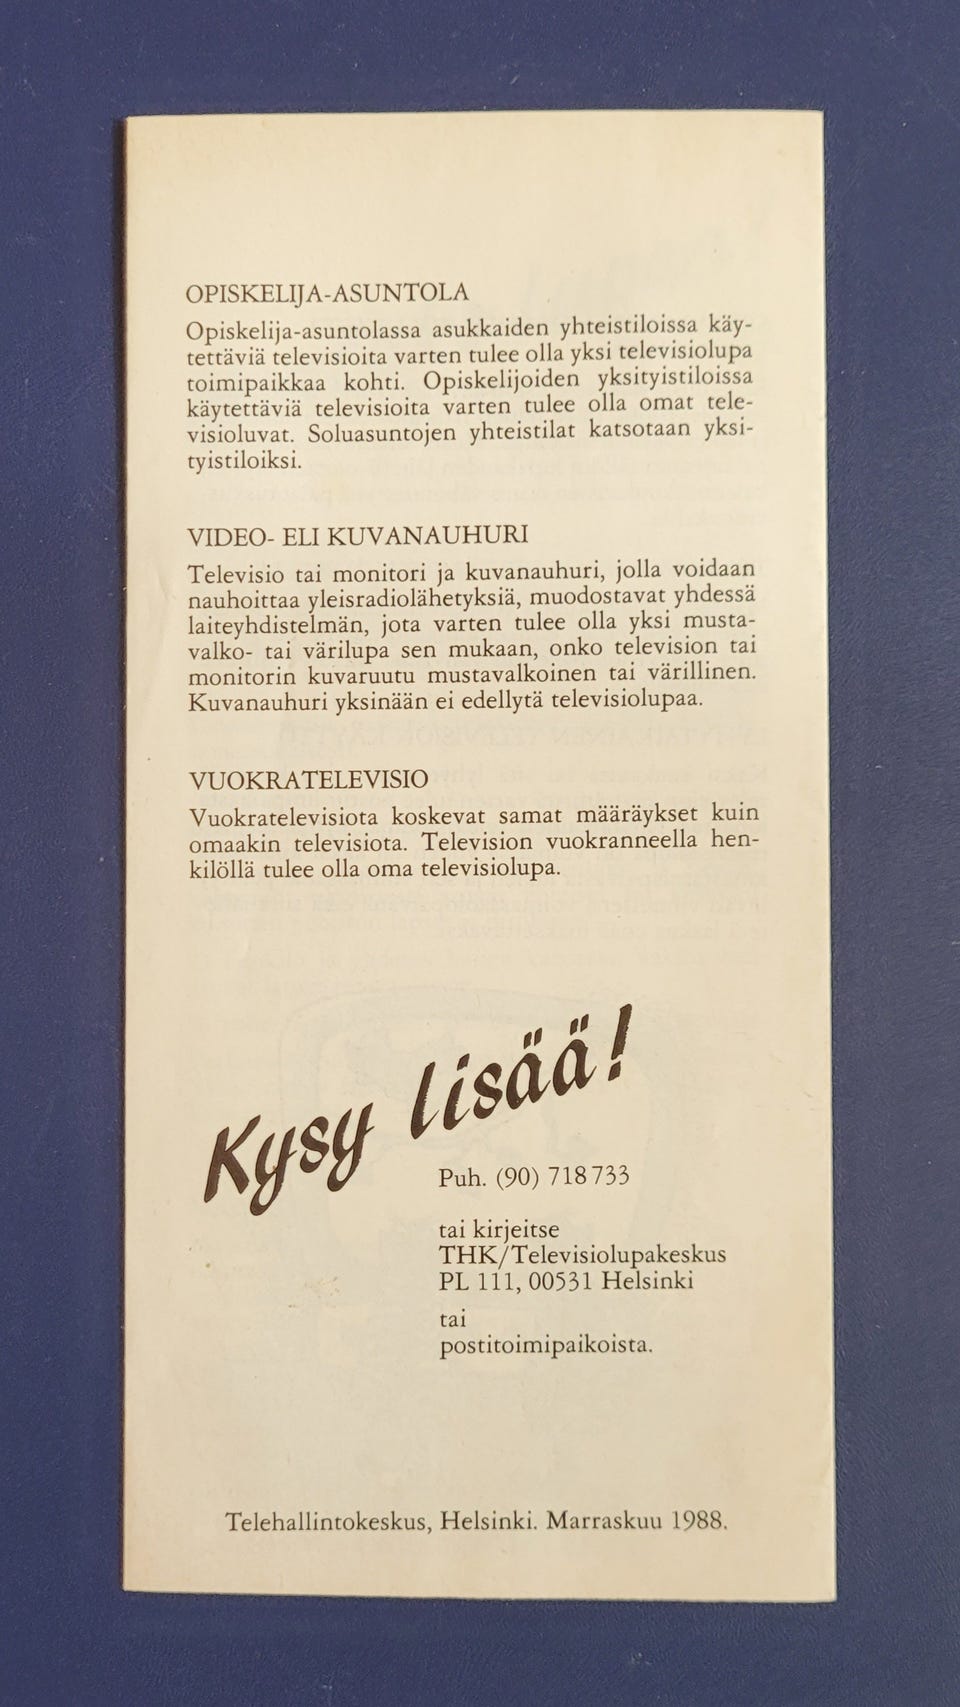 OPISKELIJA-ASUNTOLA
Opiskelija-asuntolassa asukkaiden yhteistiloissa käy-
tettäviä televisioita varten tulee olla yksi televisiolupa
toimipaikkaa kohti. Opiskelijoiden yksityistiloissa
käytettäviä televisioita varten tulee olla omat tele-
visioluvat. Soluasuntojen yhteistilat katsotaan yksi-
tyistiloiksi.
VIDEO- ELI KUVANAUHURI
Televisio tai monitori ja kuvanauhuri, jolla voidaan
nauhoittaa yleisradiolähetyksiä, muodostavat yhdessä
laiteyhdistelmän, jota varten tulee olla yksi musta-
valko- tai värilupa sen mukaan, onko television tai
monitorin kuvaruutu mustavalkoinen tai värillinen.
Kuvanauhuri yksinään ei edellytä televisiolupaa.
VUOKRATELEVISIO
Vuokratelevisiota koskevat samat määräykset kuin
omaakin televisiota. Television vuokranneella hen-
kilöllä tulee olla oma televisiolupa.
Kysy lisää!
Puh. (90) 718 733
tai kirjeitse
THK/Televisiolupakeskus
PL 111, 00531 Helsinki
tai
postitoimipaikoista.
Telehallintokeskus, Helsinki. Marraskuu 1988.